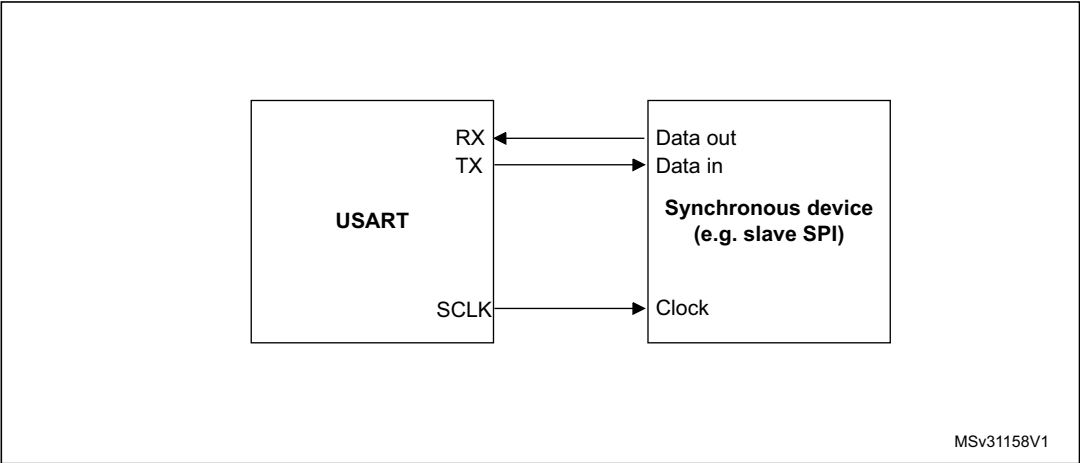 RX
TX
USART
SCLK
Data out
Data in
Synchronous device
(e.g. slave SPI)
Clock
MSv31158V1